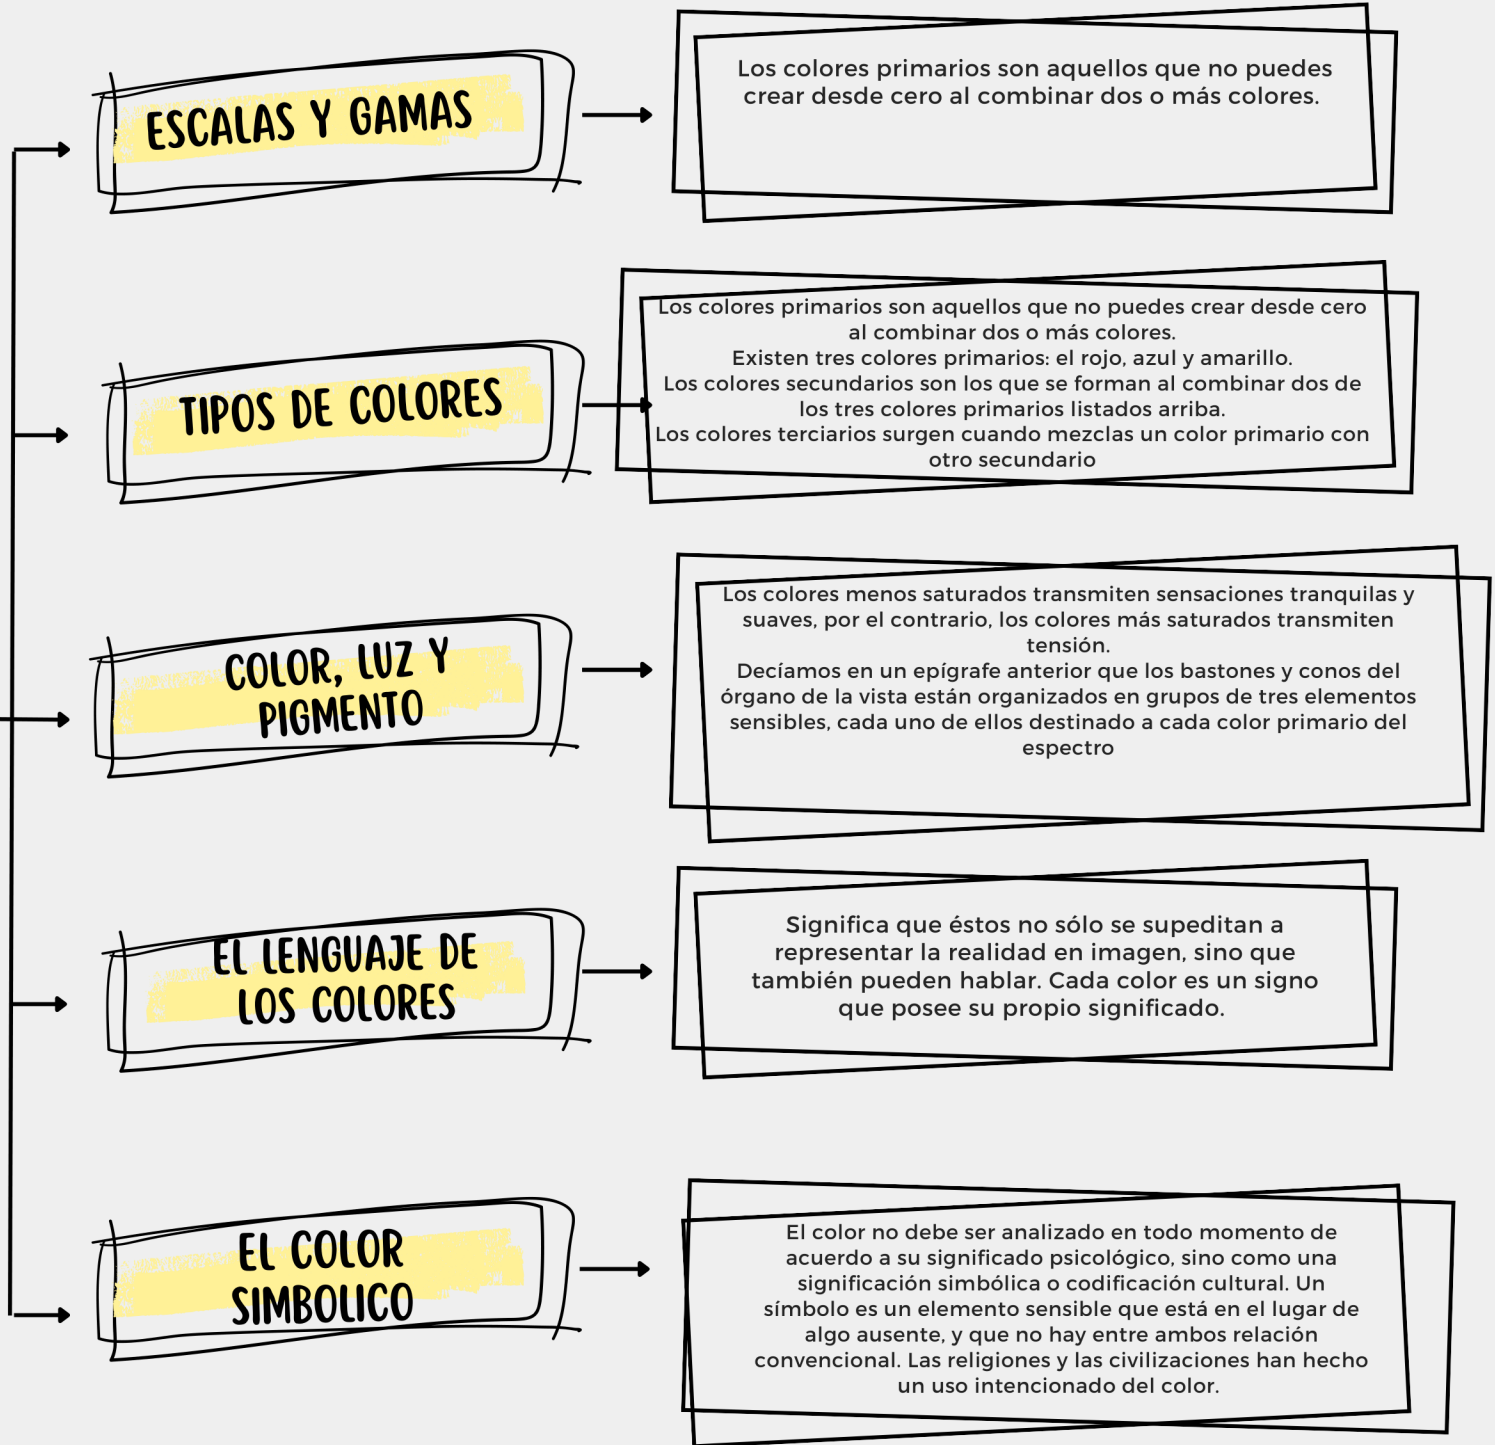 ESCALAS Y GAMAS
Los colores primarios son aquellos que no puedes
crear desde cero al combinar dos o más colores.
TIPOS DE COLORES
Los colores primarios son aquellos que no puedes crear desde cero
al combinar dos o más colores.
Existen tres colores primarios: el rojo, azul y amarillo.
Los colores secundarios son los que se forman al combinar dos de
los tres colores primarios listados arriba.
Los colores terciarios surgen cuando mezclas un color primario con
otro secundario
COLOR, LUZ Y
PIGMENTO
Los colores menos saturados transmiten sensaciones tranquilas y
suaves, por el contrario, los colores más saturados transmiten
tensión.
Decíamos en un epígrafe anterior que los bastones y conos del
órgano de la vista están organizados en grupos de tres elementos
sensibles, cada uno de ellos destinado a cada color primario del
espectro
EL LENGUAJE DE
LOS COLORES
Significa que éstos no sólo se supeditan a
representar la realidad en imagen, sino que
también pueden hablar. Cada color es un signo
que posee su propio significado.
EL COLOR
SIMBOLICO
El color no debe ser analizado en todo momento de
acuerdo a su significado psicológico, sino como una
significación simbólica o codificación cultural. Un
símbolo es un elemento sensible que está en el lugar de
algo ausente, y que no hay entre ambos relación
convencional. Las religiones y las civilizaciones han hecho
un uso intencionado del color.